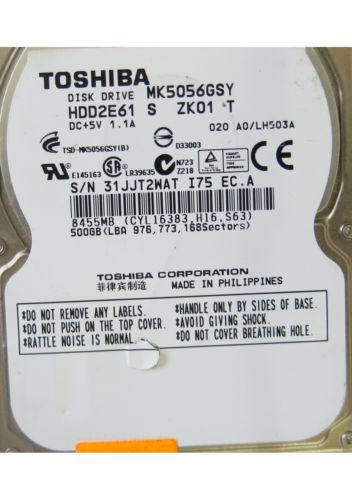 TOSHIBA MK5056GSY
DISK DRIVE
HDD2E61 S ZK01 T
DC+5V 1.1A
020 A0/LH503A
TSD-MK5056GSY(B)
D33003
E145163 LR39635 N723
Z218
S/N 31JJT2WAT I75 EC.A
8455MB (CYL16383,H16,S63)
500GB(LBA 976,773,168Sectors)
TOSHIBA CORPORATION
菲律宾制造 MADE IN PHILIPPINES
*DO NOT REMOVE ANY LABELS.
*DO NOT PUSH ON THE TOP COVER.
*RATTLE NOISE IS NORMAL.
*HANDLE ONLY BY SIDES OF BASE.
*AVOID GIVING SHOCK.
*DO NOT COVER BREATHING HOLE.